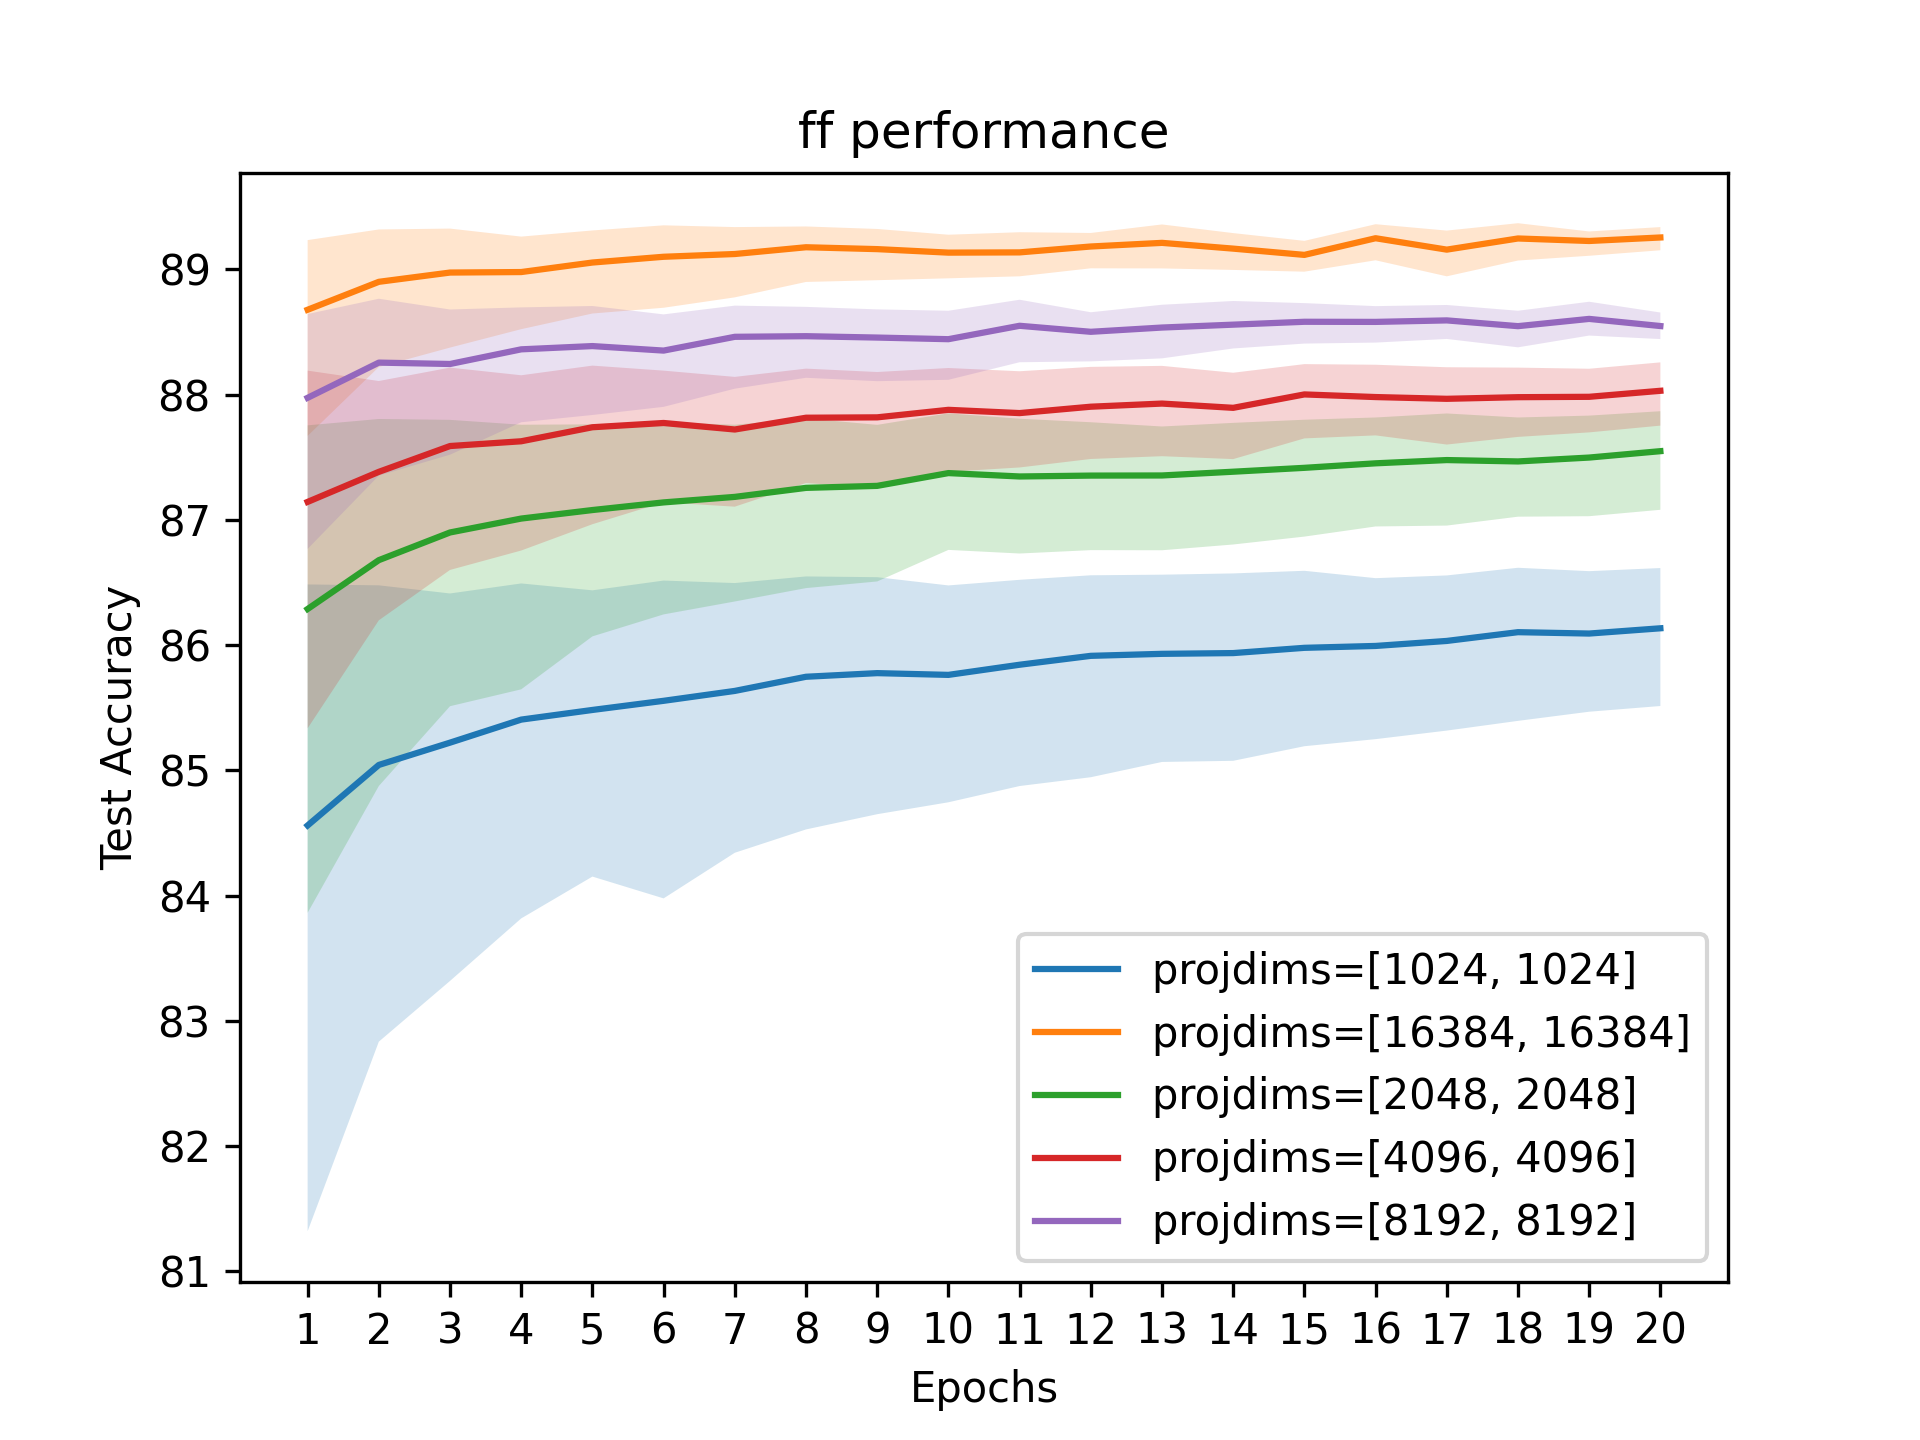 ff performance
Test Accuracy
89
88
87
86
85
84
83
82
81
projdims=[1024, 1024]
projdims=[16384, 16384]
projdims=[2048, 2048]
projdims=[4096, 4096]
projdims=[8192, 8192]
1 2 3 4 5 6 7 8 9 10 11 12 13 14 15 16 17 18 19 20
Epochs